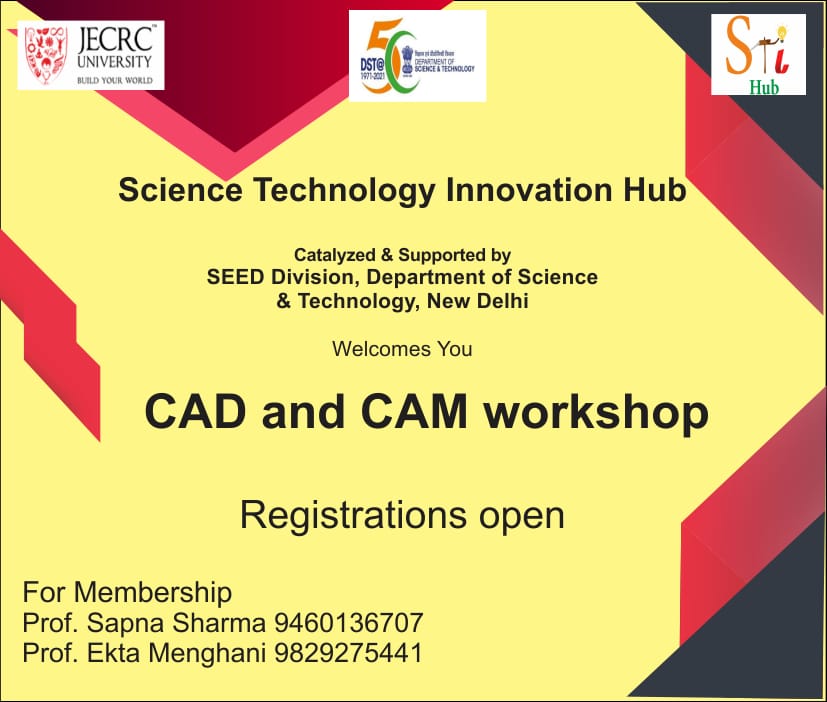 JECRC
UNIVERSITY
BUILD YOUR WORLD
50
DST@
1971-2021
DEPARTMENT OF
SCIENCE & TECHNOLOGY
STi
Hub
Science Technology Innovation Hub
Catalyzed & Supported by
SEED Division, Department of Science
& Technology, New Delhi
Welcomes You
CAD and CAM workshop
Registrations open
For Membership
Prof. Sapna Sharma 9460136707
Prof. Ekta Menghani 9829275441